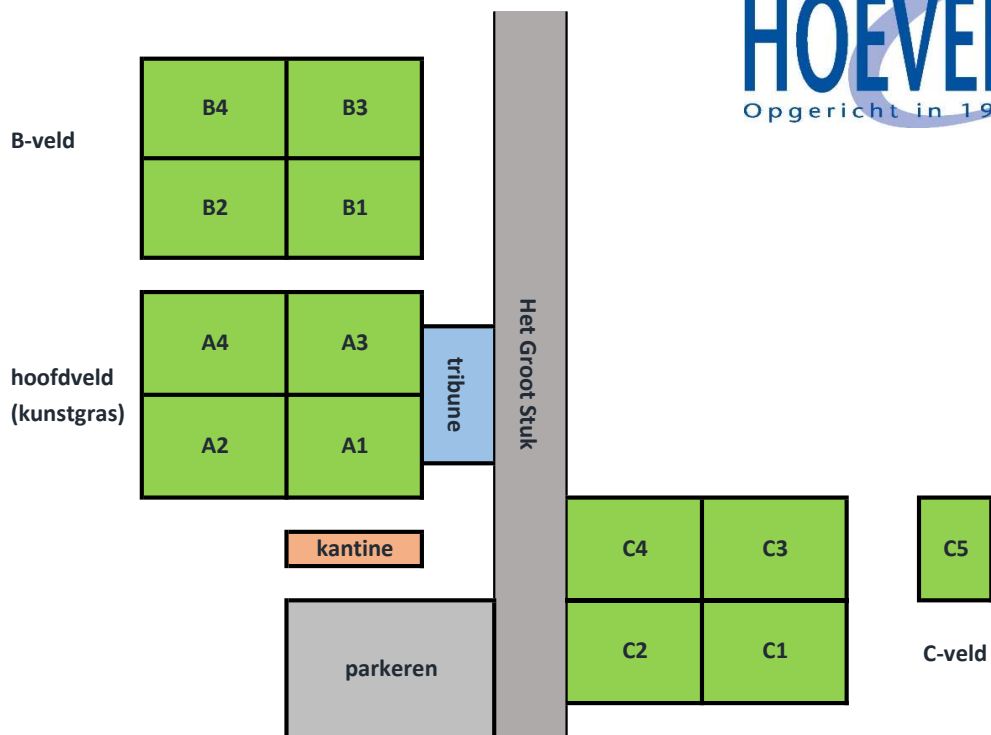 HOEVEL
Opgericht in 19
B4
B3
B-veld
B2
B1
A4
A3
hoofdveld
(kunstgras)
A2
A1
tribune
Het Groot Stuk
kantine
parkeren
C4
C3
C5
C2
C1
C-veld